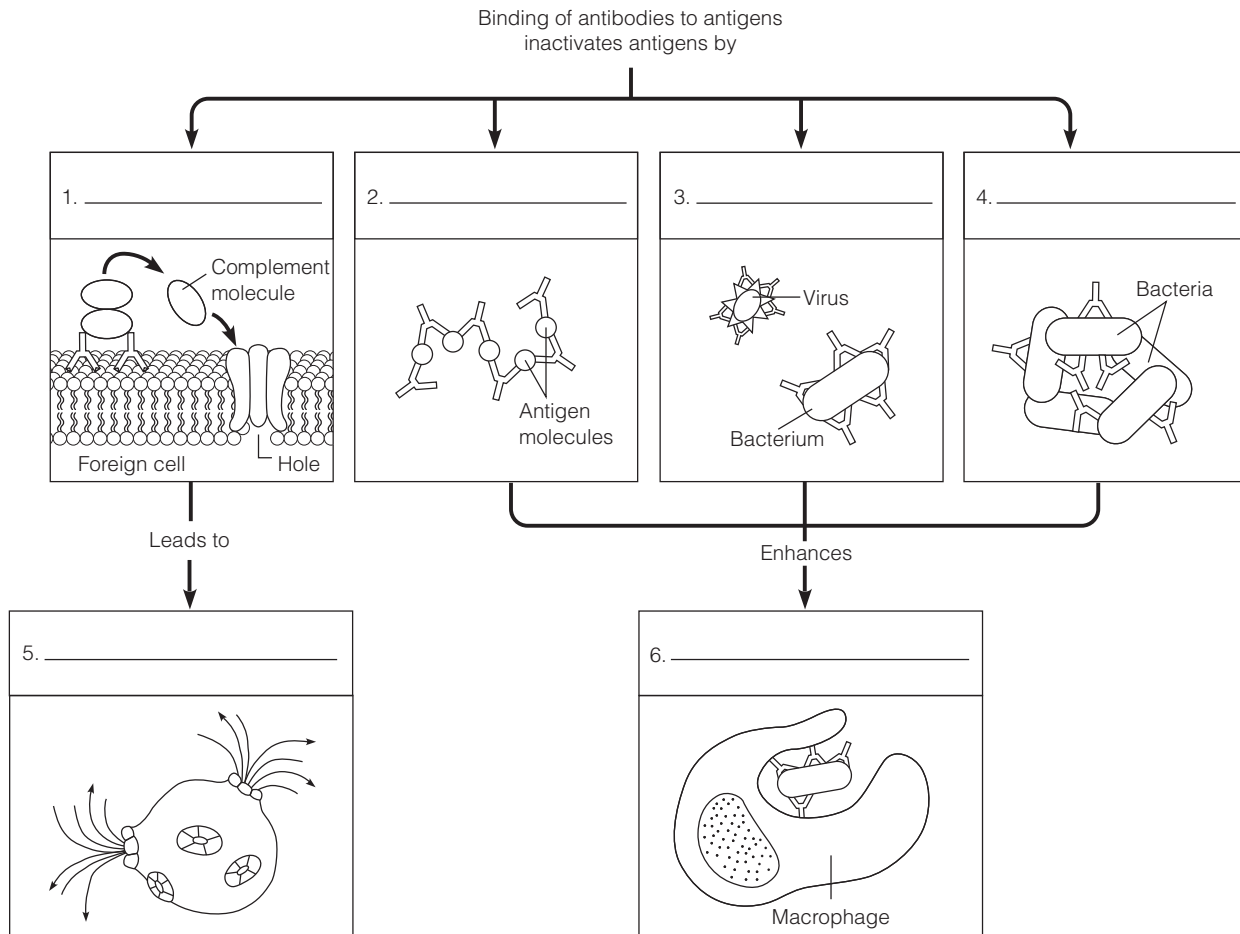 Binding of antibodies to antigens
inactivates antigens by
1.
2.
3.
4.
Complement
molecule
Foreign cell
Hole
Antigen
molecules
Virus
Bacterium
Bacteria
Leads to
Enhances
5.
6.
Macrophage